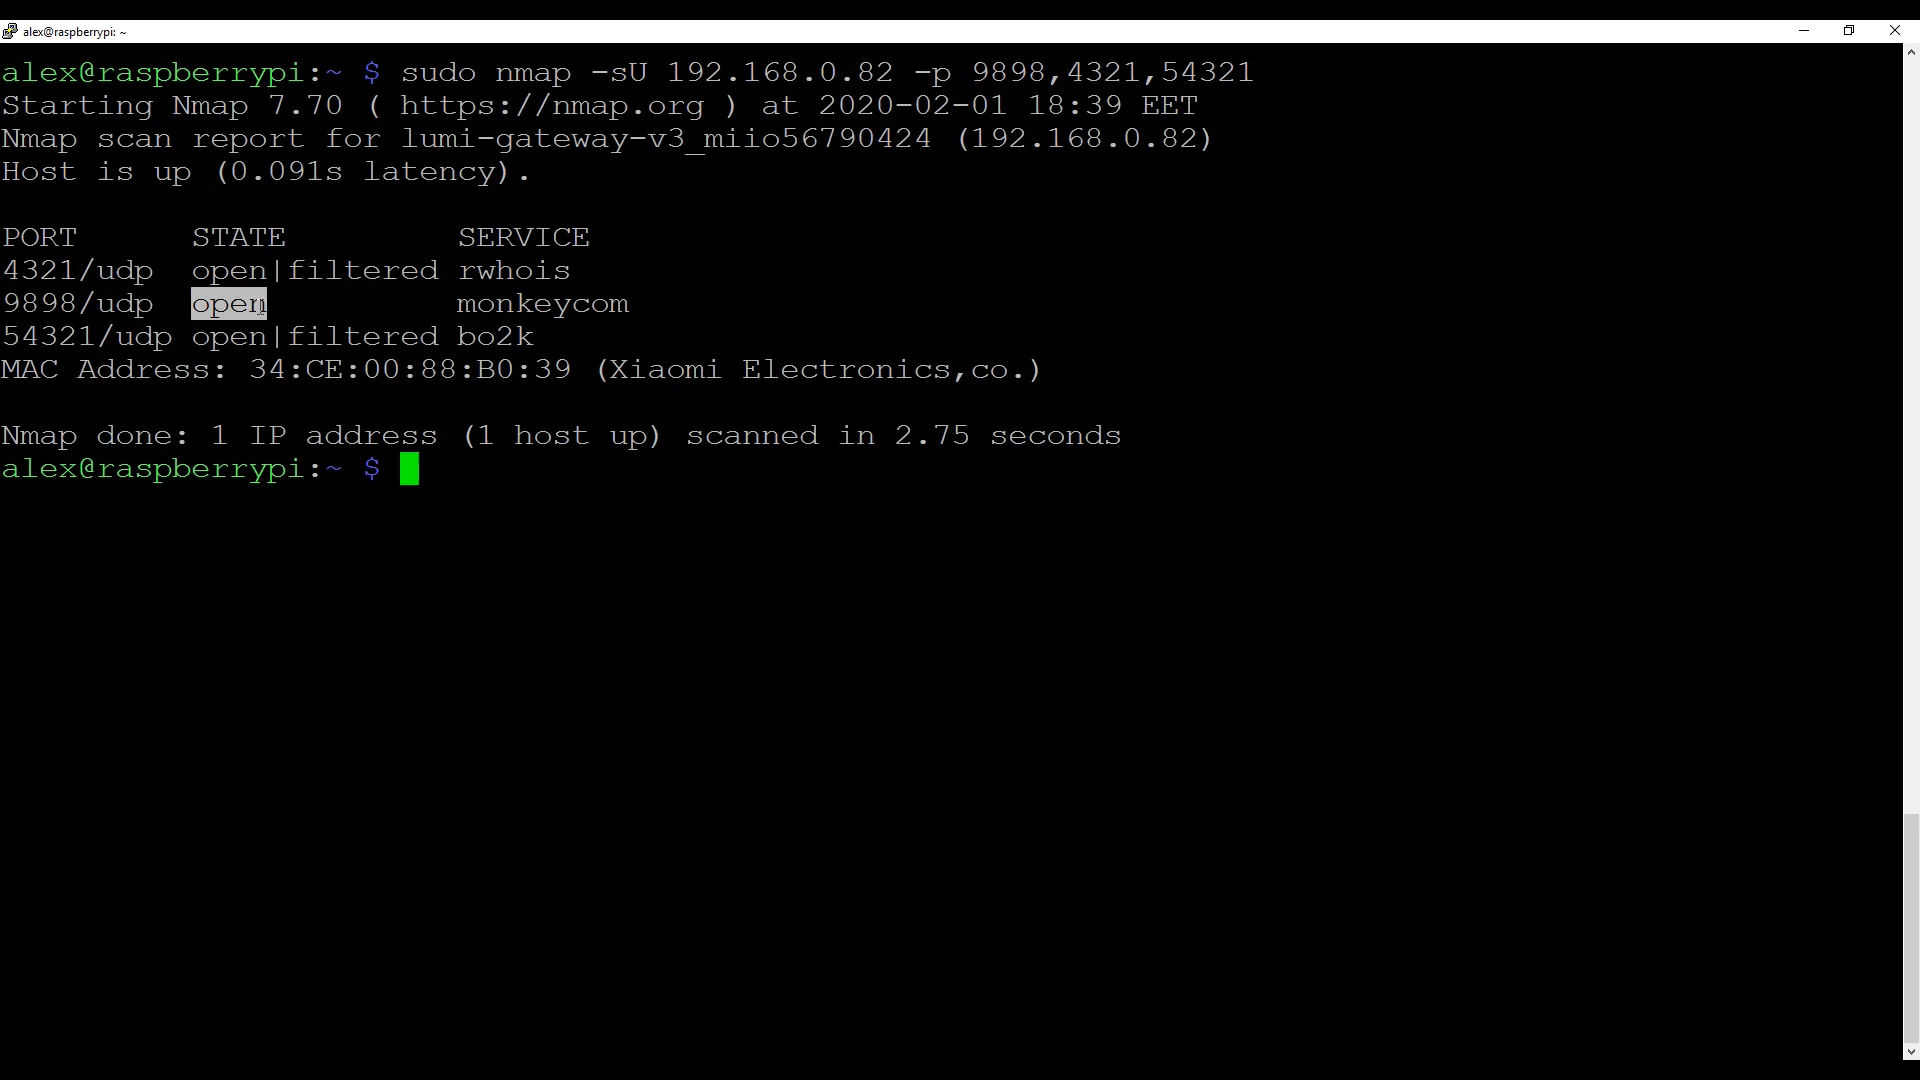 alex@raspberrypi: ~
alex@raspberrypi:~ $ sudo nmap -sU 192.168.0.82 -p 9898,4321,54321
Starting Nmap 7.70 ( https://nmap.org ) at 2020-02-01 18:39 EET
Nmap scan report for lumi-gateway-v3_miio56790424 (192.168.0.82)
Host is up (0.091s latency).
PORT      STATE         SERVICE
4321/udp  open|filtered rwhois
9898/udp  open          monkeycom
54321/udp open|filtered bo2k
MAC Address: 34:CE:00:88:B0:39 (Xiaomi Electronics,co.)
Nmap done: 1 IP address (1 host up) scanned in 2.75 seconds
alex@raspberrypi:~ $